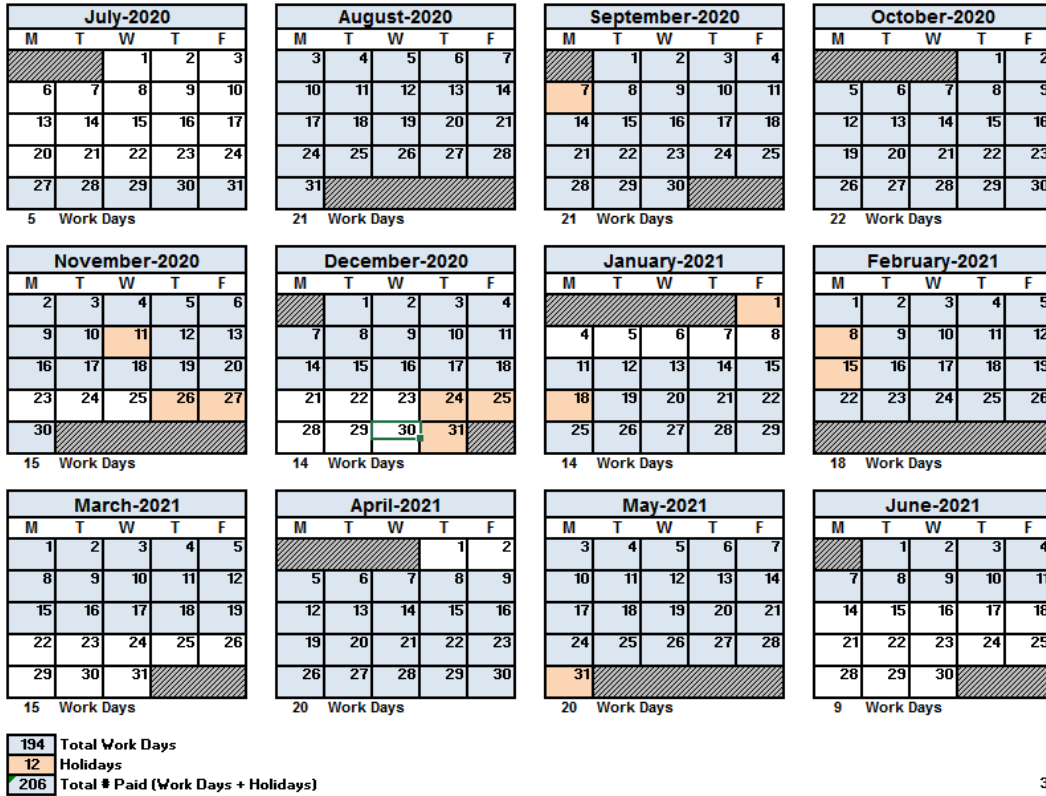 July-2020 August-2020 September-2020 October-2020
M T W T F M T W T F M T W T F M T W T F
1 2 3 3 4 5 6 7 1 2 3 4 1 2
6 7 8 9 10 10 11 12 13 14 7 8 9 10 11 5 6 7 8 9
13 14 15 16 17 17 18 19 20 21 14 15 16 17 18 12 13 14 15 16
20 21 22 23 24 24 25 26 27 28 21 22 23 24 25 19 20 21 22 23
27 28 29 30 31 31 28 29 30 26 27 28 29 30
5 Work Days 21 Work Days 21 Work Days 22 Work Days
November-2020 December-2020 January-2021 February-2021
M T W T F M T W T F M T W T F M T W T F
2 3 4 5 6 1 2 3 4 1 1 2 3 4 5
9 10 11 12 13 7 8 9 10 11 4 5 6 7 8 8 9 10 11 12
16 17 18 19 20 14 15 16 17 18 11 12 13 14 15 15 16 17 18 19
23 24 25 26 27 21 22 23 24 25 18 19 20 21 22 22 23 24 25 26
30 28 29 30 31 25 26 27 28 29
15 Work Days 14 Work Days 14 Work Days 18 Work Days
March-2021 April-2021 May-2021 June-2021
M T W T F M T W T F M T W T F M T W T F
1 2 3 4 5 1 2 3 4 5 6 7 1 2 3 4
8 9 10 11 12 5 6 7 8 9 10 11 12 13 14 7 8 9 10 11
15 16 17 18 19 12 13 14 15 16 17 18 19 20 21 14 15 16 17 18
22 23 24 25 26 19 20 21 22 23 24 25 26 27 28 21 22 23 24 25
29 30 31 26 27 28 29 30 31 28 29 30
15 Work Days 20 Work Days 20 Work Days 9 Work Days
194 Total Work Days
12 Holidays
206 Total # Paid (Work Days + Holidays)